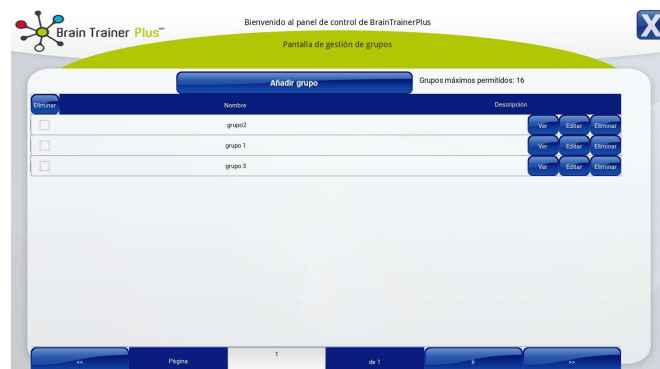 Bienvenido al panel de control de BrainTrainerPlus
X
Brain Trainer Plus™
Pantalla de gestión de grupos
Añadir grupo
Grupos máximos permitidos: 16
Eliminar Nombre Descripción
grupo2 Ver Editar Eliminar
grupo 1 Ver Editar Eliminar
grupo 3 Ver Editar Eliminar
<< Página 1 de 1 Ir >>